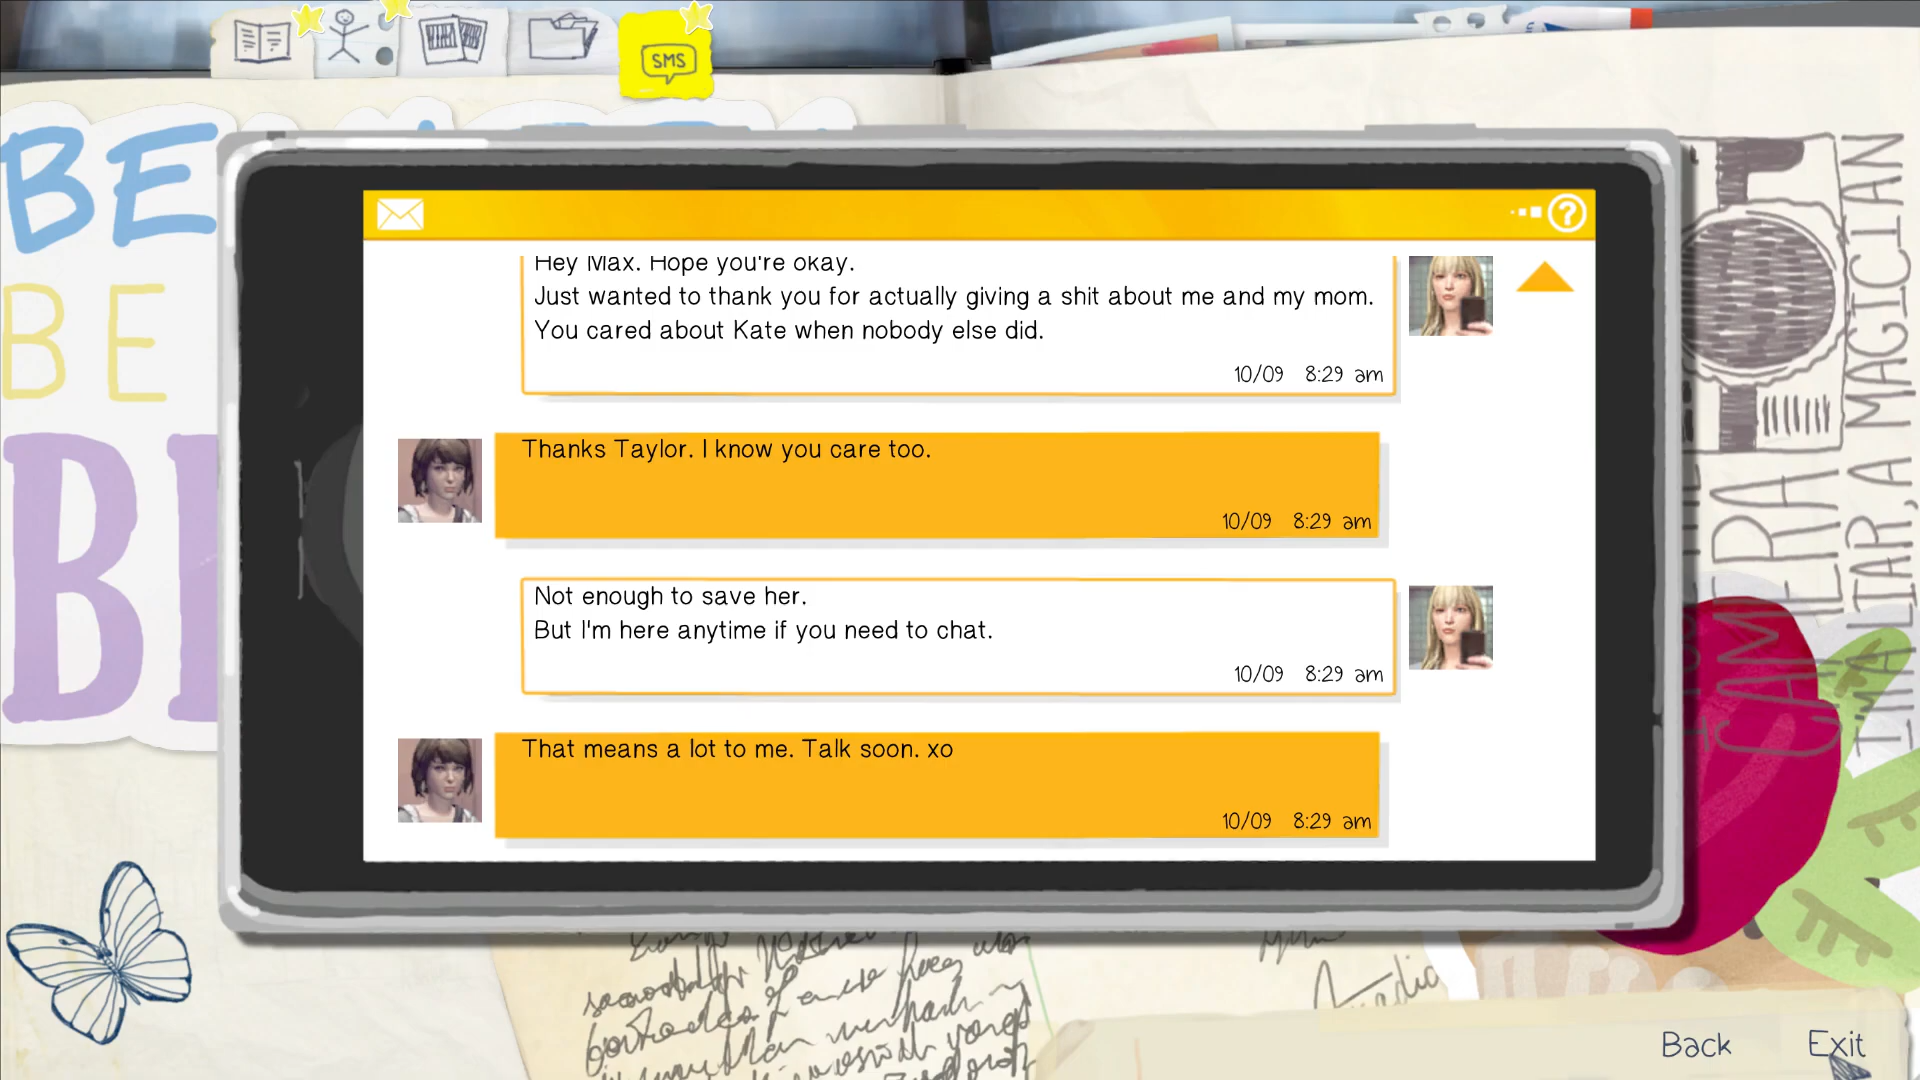 SMS
BE
BE
Hey Max. Hope you're okay.
Just wanted to thank you for actually giving a shit about me and my mom.
You cared about Kate when nobody else did.
10/09 8:29 am
Thanks Taylor. I know you care too.
10/09 8:29 am
Not enough to save her.
But I'm here anytime if you need to chat.
10/09 8:29 am
That means a lot to me. Talk soon. xo
10/09 8:29 am
CAMERA
LIAR, A MAGICIAN
Back
Exit